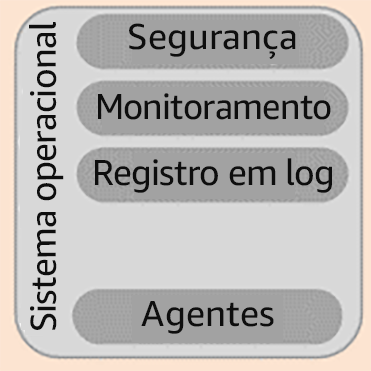 Sistema operacional
Segurança
Monitoramento
Registro em log
Agentes